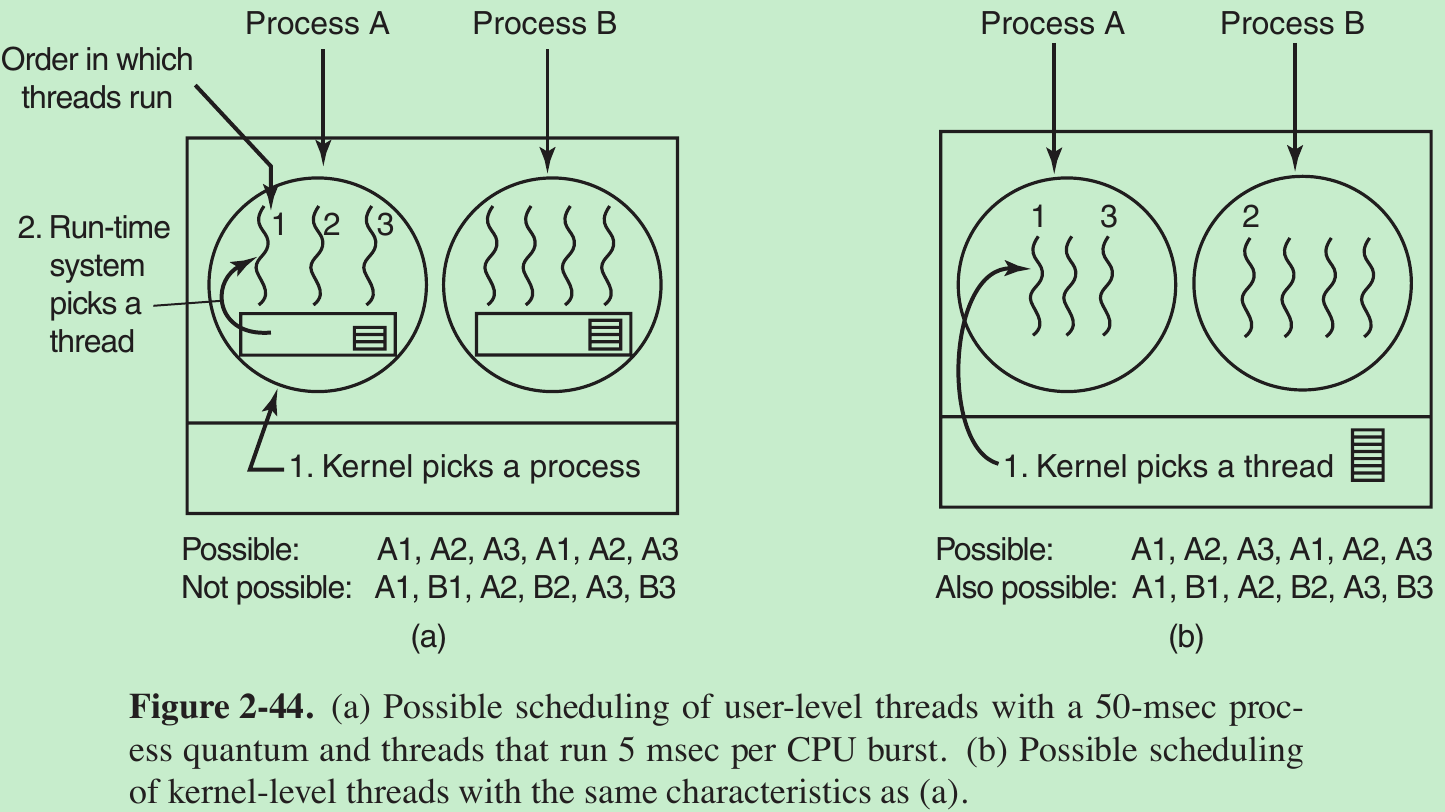 Process A
Process B
Order in which
threads run
1
2
3
2. Run-time
system
picks a
thread
1. Kernel picks a process
Possible: A1, A2, A3, A1, A2, A3
Not possible: A1, B1, A2, B2, A3, B3
(a)
Process A
Process B
1
3
2
1. Kernel picks a thread
Possible: A1, A2, A3, A1, A2, A3
Also possible: A1, B1, A2, B2, A3, B3
(b)
Figure 2-44. (a) Possible scheduling of user-level threads with a 50-msec proc-
ess quantum and threads that run 5 msec per CPU burst. (b) Possible scheduling
of kernel-level threads with the same characteristics as (a).